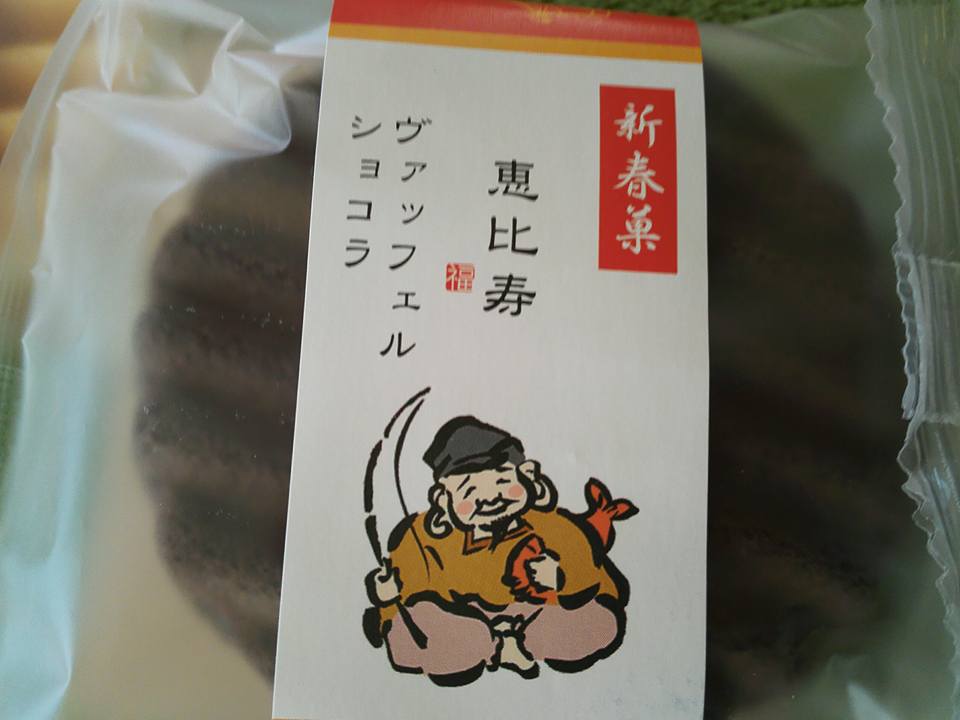 新春菓
恵比寿
福
ヴァッフェル
ショコラ